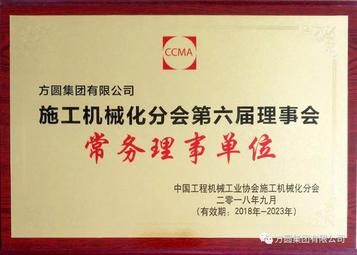 CCMA
方圆集团有限公司
施工机械化分会第六届理事会
常务理事单位
中国工程机械工业协会施工机械化分会
二零一八年九月
(有效期：2018年-2023年)
方圆集团有限公司